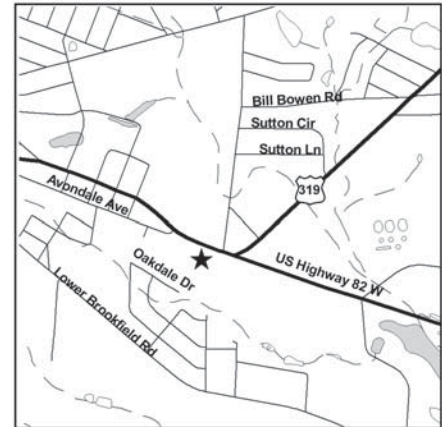 Bill Bowen Rd
Sutton Cir
Sutton Ln
319
Avondale Ave
Oakdale Dr
US Highway 82 W
Lower Brookfield Rd